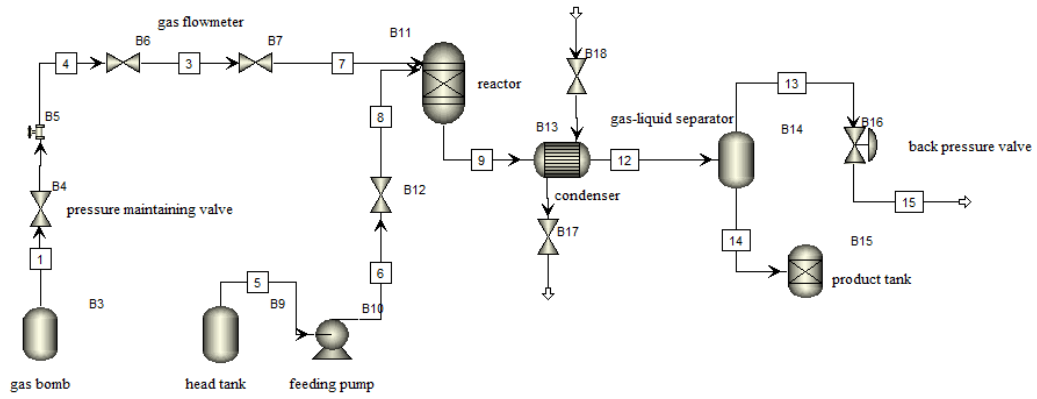 gas flowmeter
B6
B7
B11
4
3
7
B18
reactor
13
B5
8
gas-liquid separator
B13
B14
B16
back pressure valve
9
12
B4
B12
condenser
pressure maintaining valve
15
B17
14
B15
1
6
5
product tank
B3
B9
B10
gas bomb
head tank
feeding pump